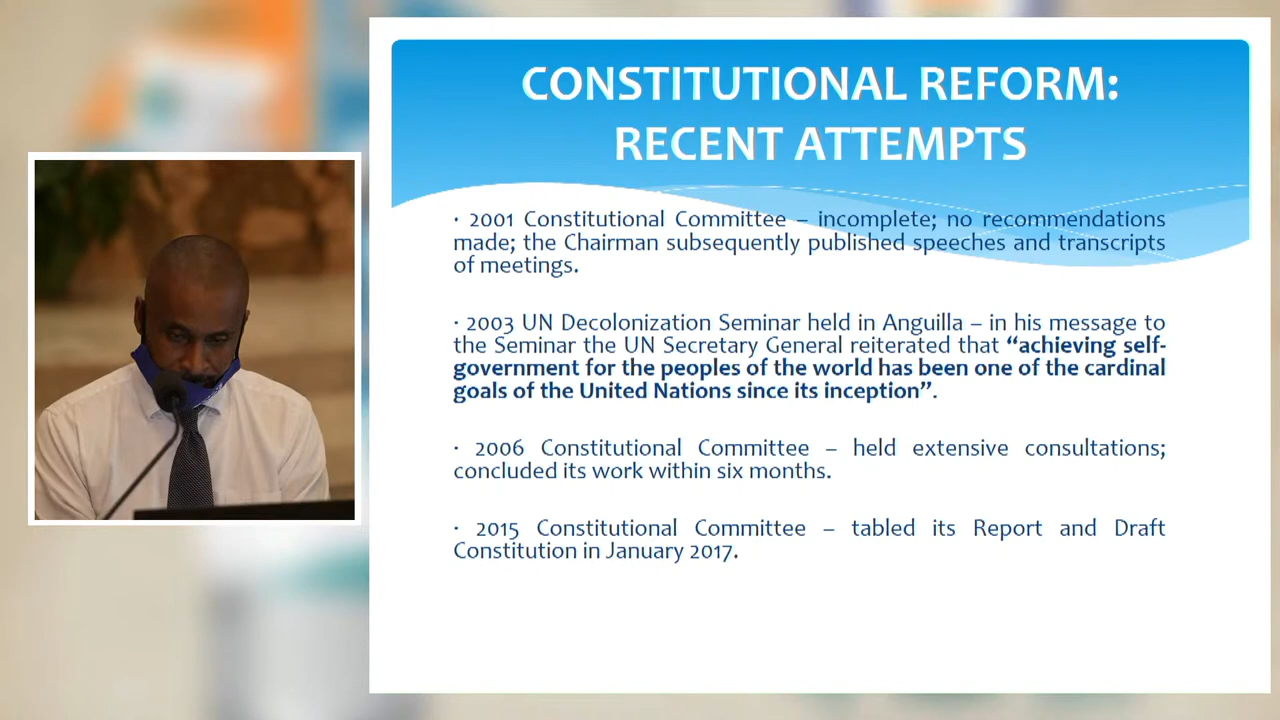 CONSTITUTIONAL REFORM:
RECENT ATTEMPTS
· 2001 Constitutional Committee – incomplete; no recommendations
made; the Chairman subsequently published speeches and transcripts
of meetings.
· 2003 UN Decolonization Seminar held in Anguilla – in his message to
the Seminar the UN Secretary General reiterated that “achieving self-
government for the peoples of the world has been one of the cardinal
goals of the United Nations since its inception”.
· 2006 Constitutional Committee – held extensive consultations;
concluded its work within six months.
· 2015 Constitutional Committee – tabled its Report and Draft
Constitution in January 2017.